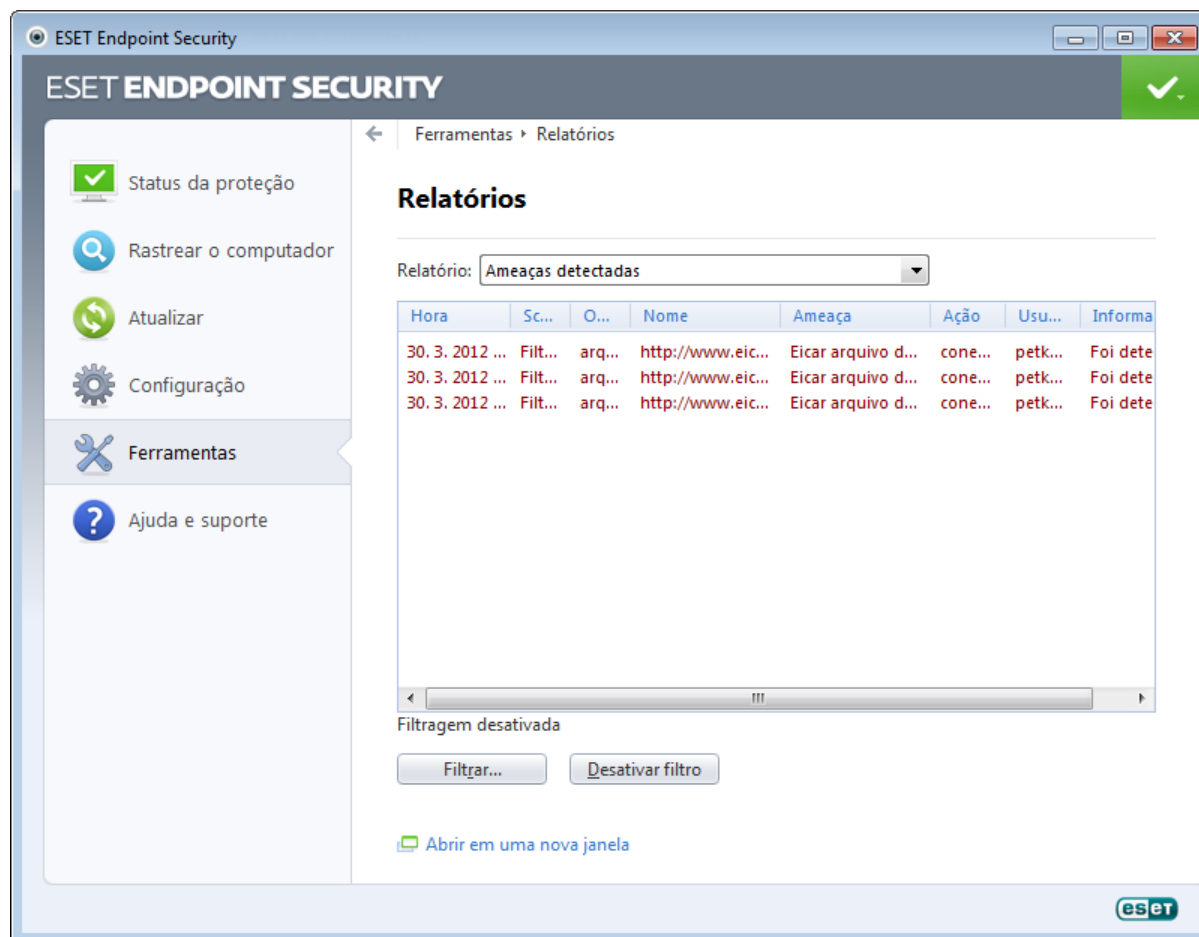 ESET Endpoint Security
ESET ENDPOINT SECURITY
Ferramentas ‣ Relatórios
Status da proteção
Rastrear o computador
Atualizar
Configuração
Ferramentas
Ajuda e suporte
Relatórios
Relatório: Ameaças detectadas
Hora Sc... O... Nome Ameaça Ação Usu... Informa
30. 3. 2012 ... Filt... arq... http://www.eic... Eicar arquivo d... cone... petk... Foi dete
30. 3. 2012 ... Filt... arq... http://www.eic... Eicar arquivo d... cone... petk... Foi dete
30. 3. 2012 ... Filt... arq... http://www.eic... Eicar arquivo d... cone... petk... Foi dete
Filtragem desativada
Filtrar... Desativar filtro
Abrir em uma nova janela
eset